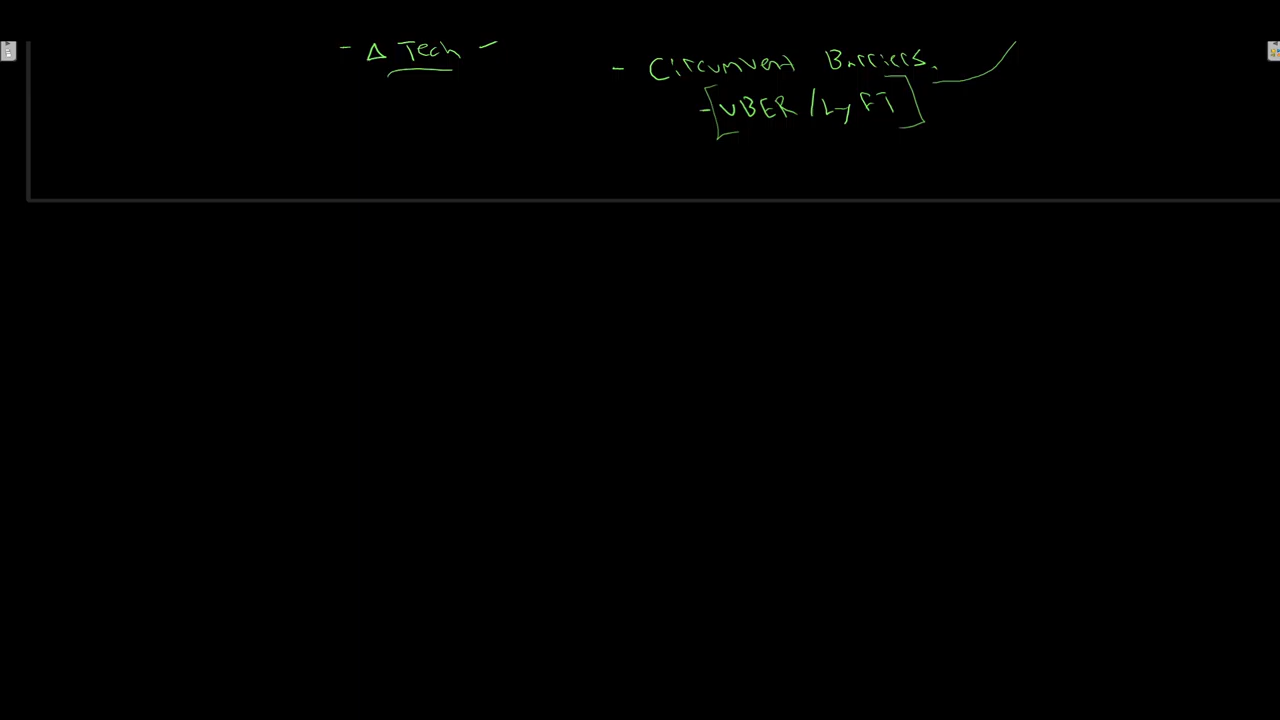 - Δ Tech -
- Circumvent Barriers.
- [UBER/LyFT]